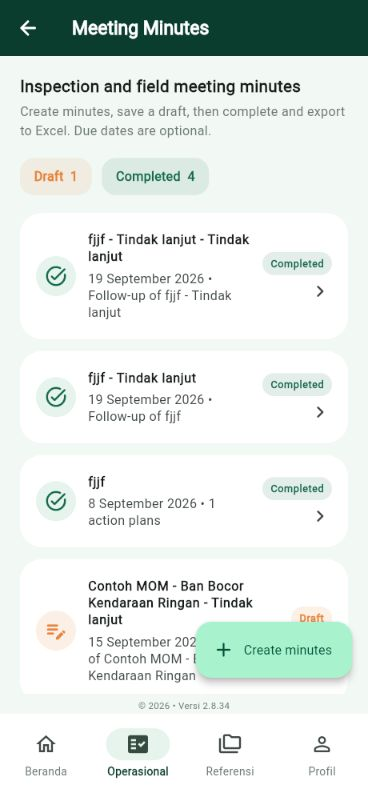 Meeting Minutes
Inspection and field meeting minutes
Create minutes, save a draft, then complete and export
to Excel. Due dates are optional.
Draft 1
Completed 4
fjjf - Tindak lanjut - Tindak
lanjut
19 September 2026 •
Follow-up of fjjf - Tindak
lanjut
Completed
fjjf - Tindak lanjut
19 September 2026 •
Follow-up of fjjf
Completed
fjjf
8 September 2026 • 1
action plans
Completed
Contoh MOM - Ban Bocor
Kendaraan Ringan - Tindak
lanjut
15 September 202
of Contoh MOM -
Kendaraan Ringan
Draft
Create minutes
© 2026 • Versi 2.8.34
Beranda
Operasional
Referensi
Profil